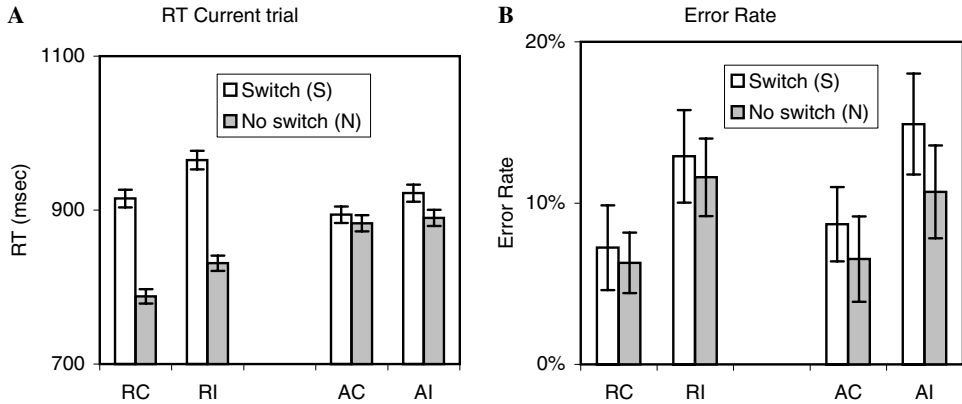 A
RT Current trial
1100
900
700
RT (msec)
Switch (S)
No switch (N)
RC RI AC AI
B
Error Rate
20%
10%
0%
Error Rate
Switch (S)
No switch (N)
RC RI AC AI